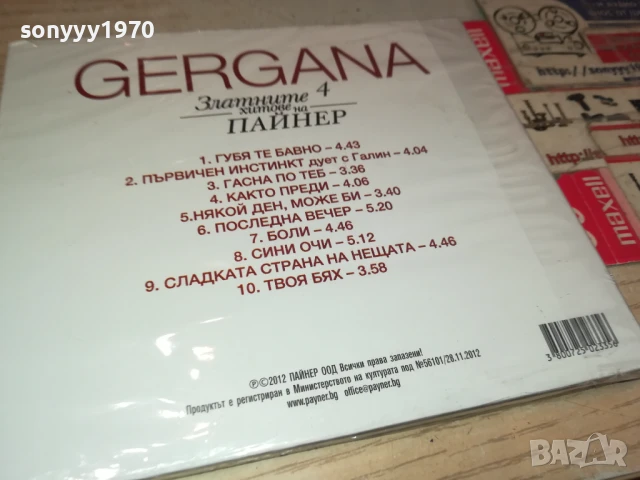 sonyyy1970
GERGANA
Златните 4
хитове на
ПАЙНЕР
1. ГУБЯ ТЕ БАВНО – 4.43
2. ПЪРВИЧЕН ИНСТИНКТ дует с Галин – 4.04
3. ГАСНА ПО ТЕБ – 3.36
4. КАКТО ПРЕДИ – 4.06
5.НЯКОЙ ДЕН, МОЖЕ БИ – 3.40
6. ПОСЛЕДНА ВЕЧЕР – 5.20
7. БОЛИ – 4.46
8. СИНИ ОЧИ – 5.12
9. СЛАДКАТА СТРАНА НА НЕЩАТА – 4.46
10. ТВОЯ БЯХ – 3.58
℗©2012 ПАЙНЕР ООД Всички права запазени!
Продуктът е регистриран в Министерството на културата под №56101/28.11.2012
www.payner.bg office@payner.bg
maxell
http://sonyyy
http:
maxell
BAZAR
bg